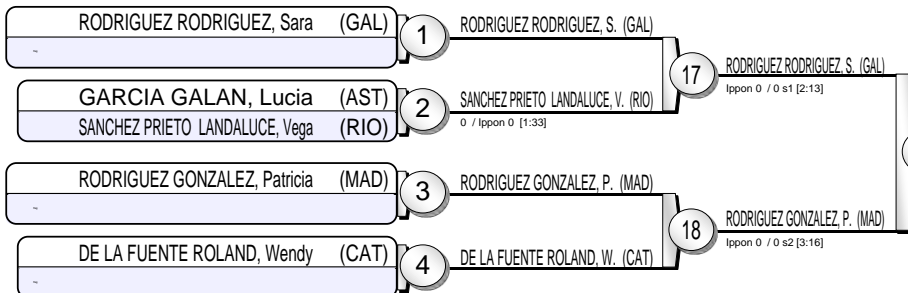 RODRIGUEZ RODRIGUEZ, Sara (GAL)
-
1
RODRIGUEZ RODRIGUEZ, S. (GAL)
GARCIA GALAN, Lucia (AST)
SANCHEZ PRIETO LANDALUCE, Vega (RIO)
2
SANCHEZ PRIETO LANDALUCE, V. (RIO)
0 / Ippon 0 [1:33]
17
RODRIGUEZ RODRIGUEZ, S. (GAL)
Ippon 0 / 0 s1 [2:13]
RODRIGUEZ GONZALEZ, Patricia (MAD)
-
3
RODRIGUEZ GONZALEZ, P. (MAD)
DE LA FUENTE ROLAND, Wendy (CAT)
-
4
DE LA FUENTE ROLAND, W. (CAT)
18
RODRIGUEZ GONZALEZ, P. (MAD)
Ippon 0 / 0 s2 [3:16]